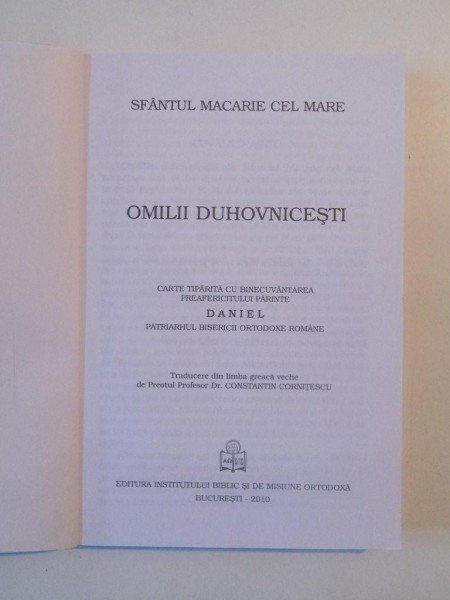 SFÂNTUL MACARIE CEL MARE
OMILII DUHOVNICEȘTI
CARTE TIPĂRITĂ CU BINECUVÂNTAREA
PREAFERICITULUI PĂRINTE
DANIEL
PATRIARHUL BISERICII ORTODOXE ROMÂNE
Traducere din limba greacă veche
de Preotul Profesor Dr. CONSTANTIN CORNIȚESCU
EDITURA INSTITUTULUI BIBLIC ȘI DE MISIUNE ORTODOXĂ
BUCUREȘTI - 2010